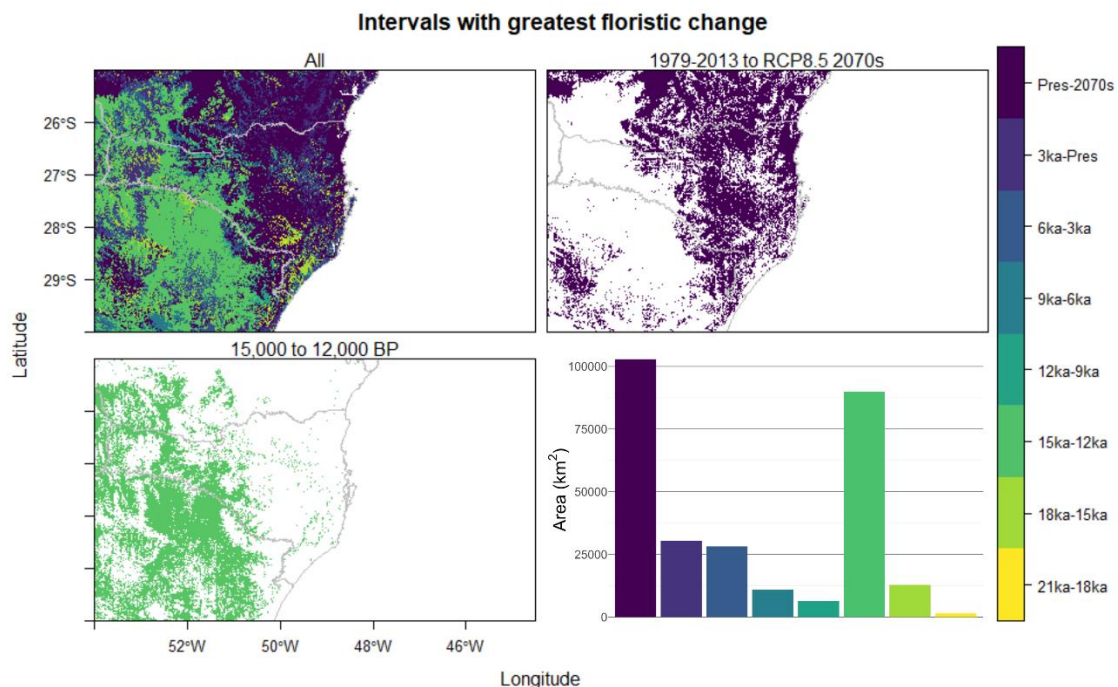 Intervals with greatest floristic change
All
1979-2013 to RCP8.5 2070s
26°S
27°S
28°S
29°S
Latitude
15,000 to 12,000 BP
52°W
50°W
48°W
46°W
Longitude
100000
75000
50000
25000
0
Area (km²)
Pres-2070s
3ka-Pres
6ka-3ka
9ka-6ka
12ka-9ka
15ka-12ka
18ka-15ka
21ka-18ka